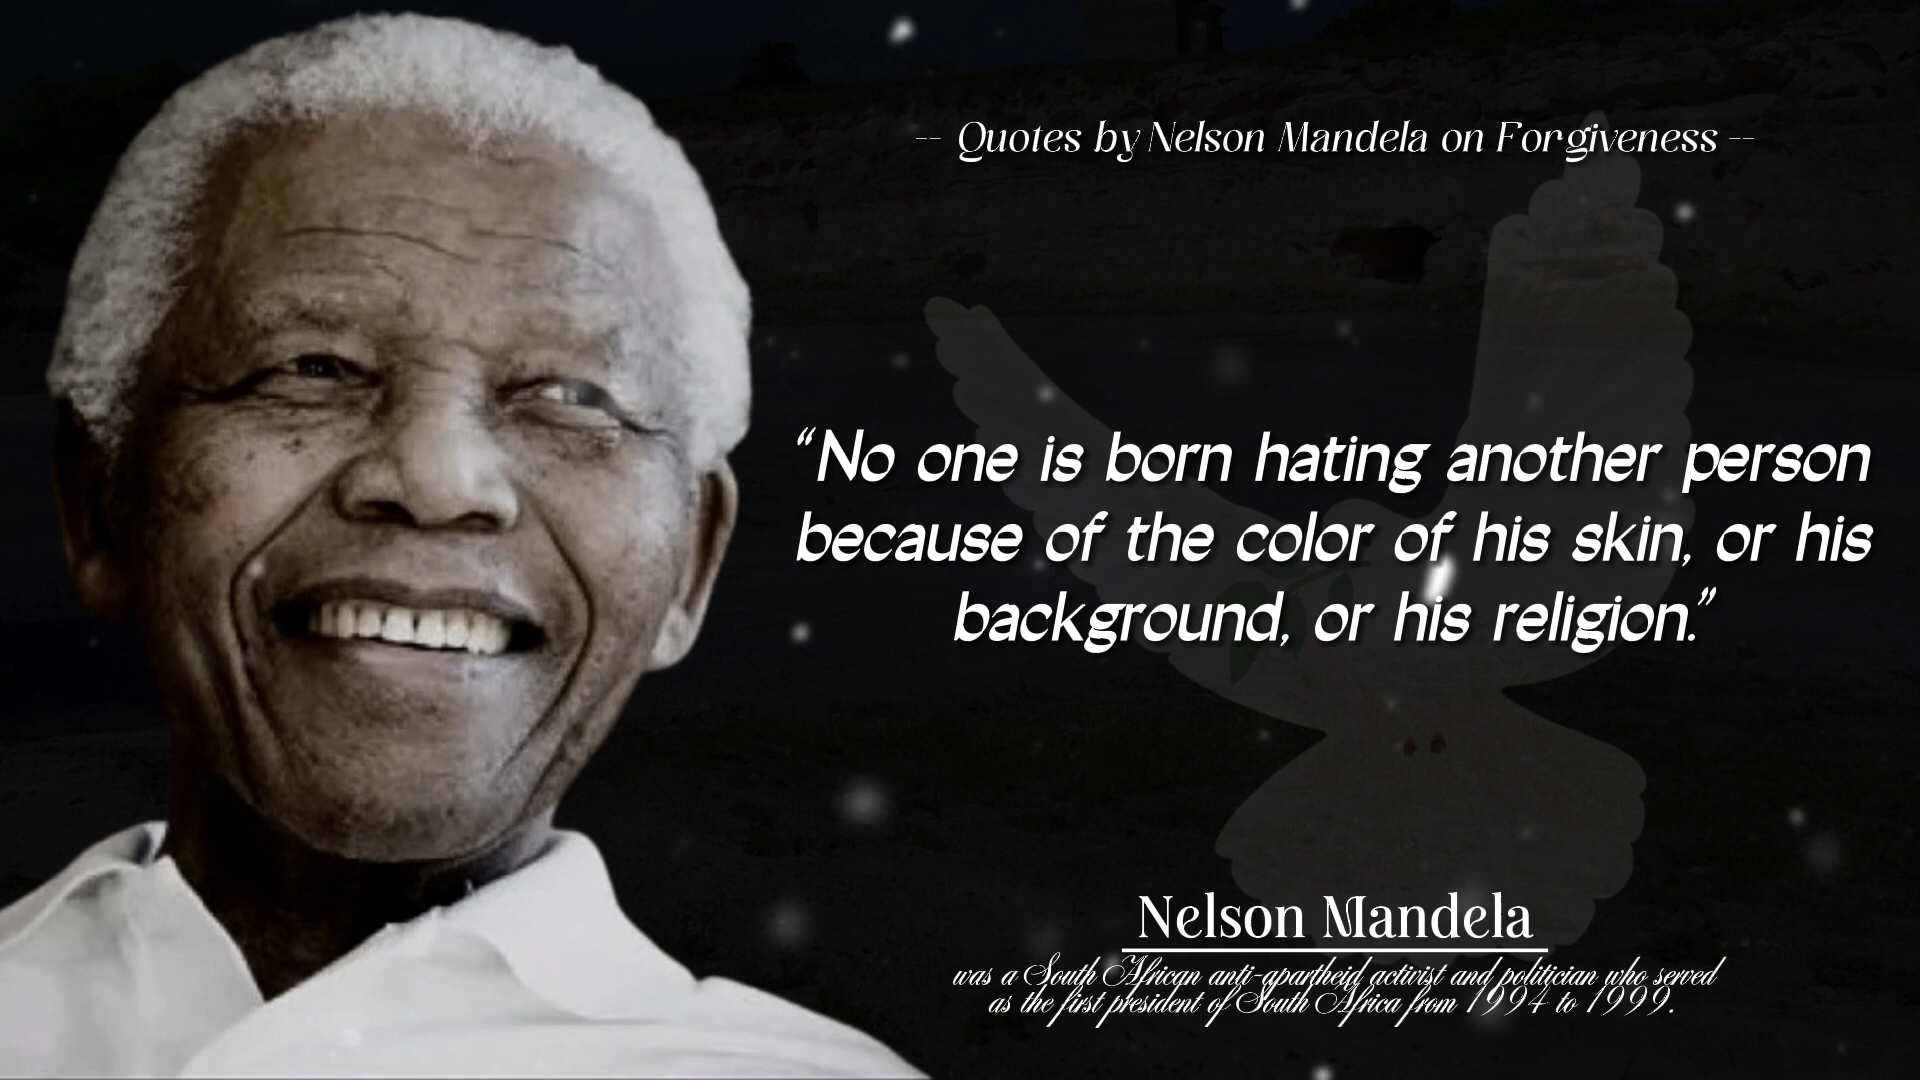 -- Quotes by Nelson Mandela on Forgiveness --
“No one is born hating another person
because of the color of his skin, or his
background, or his religion.”
Nelson Mandela
was a South African anti-apartheid activist and politician who served
as the first president of South Africa from 1994 to 1999.